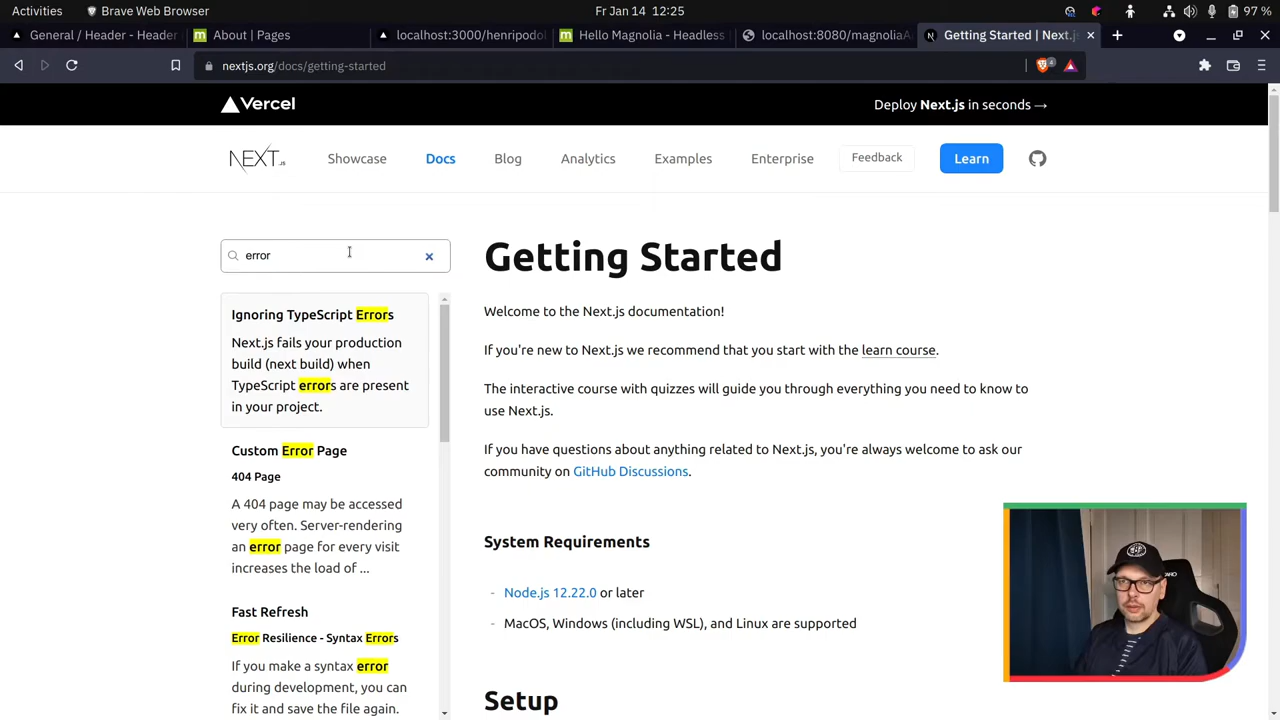 Activities
Brave Web Browser
Fri Jan 14 12:25
97 %
General / Header - Header
About | Pages
localhost:3000/henripodol
Hello Magnolia - Headless
localhost:8080/magnoliaA
Getting Started | Next.js
nextjs.org/docs/getting-started
4
Vercel
Deploy Next.js in seconds →
NEXT.JS
Showcase
Docs
Blog
Analytics
Examples
Enterprise
Feedback
Learn
error
Ignoring TypeScript Errors
Next.js fails your production
build (next build) when
TypeScript errors are present
in your project.
Custom Error Page
404 Page
A 404 page may be accessed
very often. Server-rendering
an error page for every visit
increases the load of ...
Fast Refresh
Error Resilience - Syntax Errors
If you make a syntax error
during development, you can
fix it and save the file again.
Getting Started
Welcome to the Next.js documentation!
If you're new to Next.js we recommend that you start with the learn course.
The interactive course with quizzes will guide you through everything you need to know to
use Next.js.
If you have questions about anything related to Next.js, you're always welcome to ask our
community on GitHub Discussions.
System Requirements
- Node.js 12.22.0 or later
- MacOS, Windows (including WSL), and Linux are supported
Setup